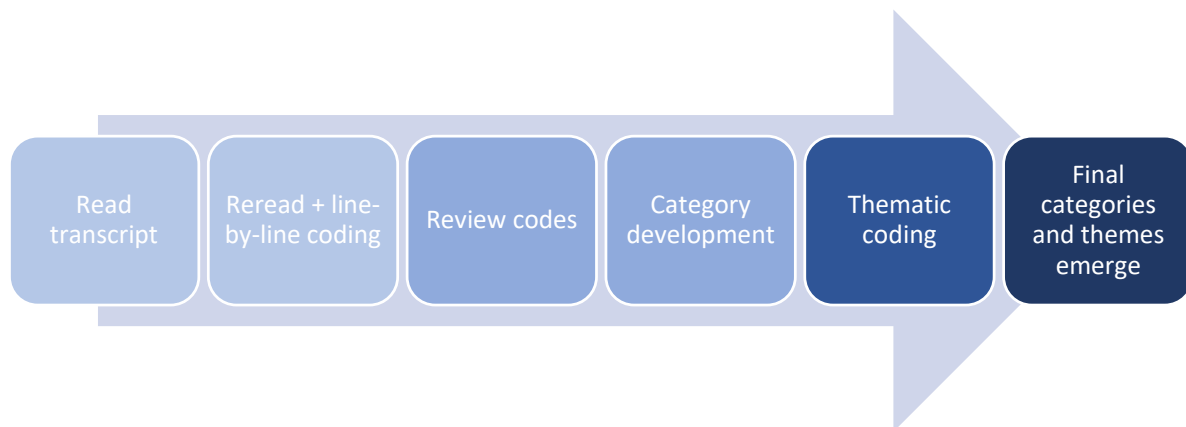 Read
transcript
Reread + line-
by-line coding
Review codes
Category
development
Thematic
coding
Final
categories
and themes
emerge